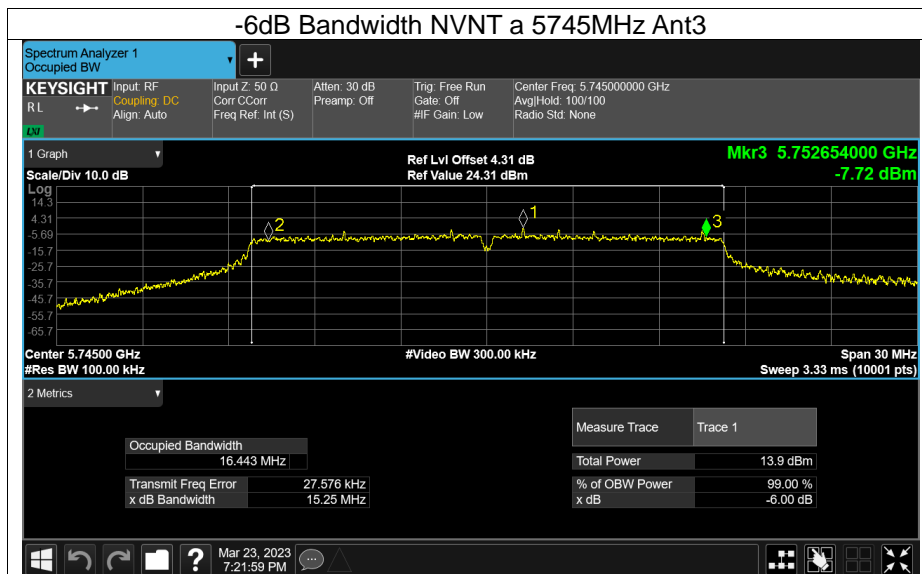 -6dB Bandwidth NVNT a 5745MHz Ant3
Spectrum Analyzer 1
Occupied BW
+
KEYSIGHT
R L
LXI
Input: RF
Coupling: DC
Align: Auto
Input Z: 50 Ω
Corr CCorr
Freq Ref: Int (S)
Atten: 30 dB
Preamp: Off
Trig: Free Run
Gate: Off
#IF Gain: Low
Center Freq: 5.745000000 GHz
Avg|Hold: 100/100
Radio Std: None
1 Graph
Scale/Div 10.0 dB
Ref Lvl Offset 4.31 dB
Ref Value 24.31 dBm
Mkr3 5.752654000 GHz
-7.72 dBm
Log
14.3
4.31
-5.69
-15.7
-25.7
-35.7
-45.7
-55.7
-65.7
2
1
3
Center 5.74500 GHz
#Res BW 100.00 kHz
#Video BW 300.00 kHz
Span 30 MHz
Sweep 3.33 ms (10001 pts)
2 Metrics
Occupied Bandwidth
16.443 MHz
Transmit Freq Error 27.576 kHz
x dB Bandwidth 15.25 MHz
Measure Trace Trace 1
Total Power 13.9 dBm
% of OBW Power 99.00 %
x dB -6.00 dB
?
Mar 23, 2023
7:21:59 PM